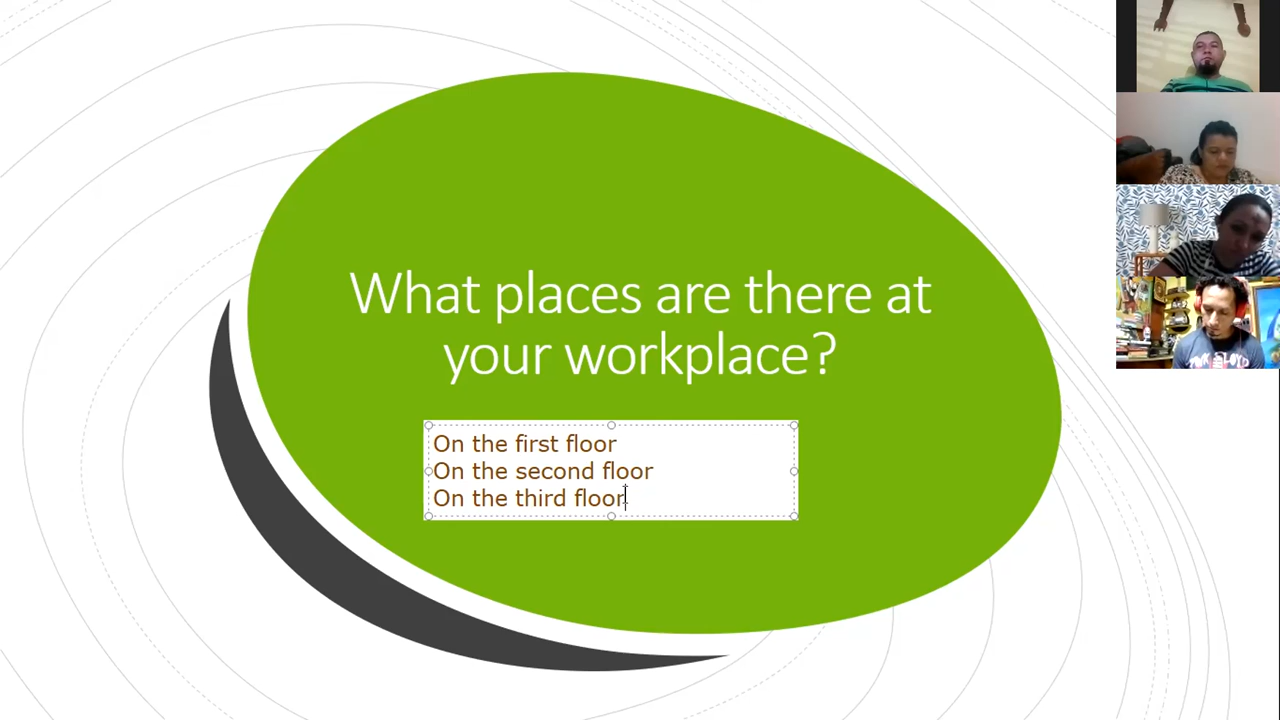 What places are there at
your workplace?
On the first floor
On the second floor
On the third floor